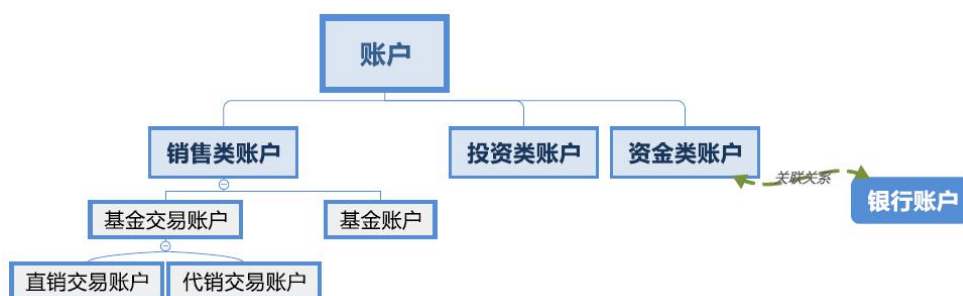 账户
销售类账户
投资类账户
资金类账户
关联关系
银行账户
基金交易账户
基金账户
直销交易账户
代销交易账户